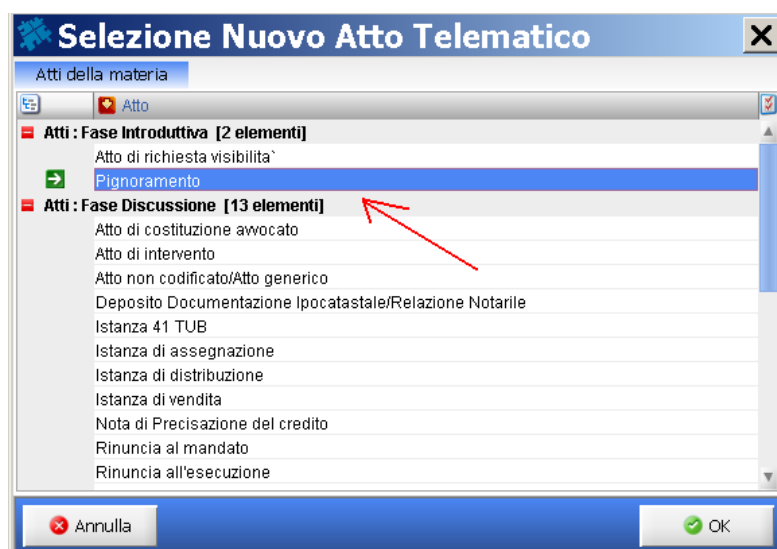 Selezione Nuovo Atto Telematico
Atti della materia
Atto
Atti : Fase Introduttiva [2 elementi]
Atto di richiesta visibilita`
Pignoramento
Atti : Fase Discussione [13 elementi]
Atto di costituzione avvocato
Atto di intervento
Atto non codificato/Atto generico
Deposito Documentazione Ipocatastale/Relazione Notarile
Istanza 41 TUB
Istanza di assegnazione
Istanza di distribuzione
Istanza di vendita
Nota di Precisazione del credito
Rinuncia al mandato
Rinuncia all'esecuzione
Annulla
OK